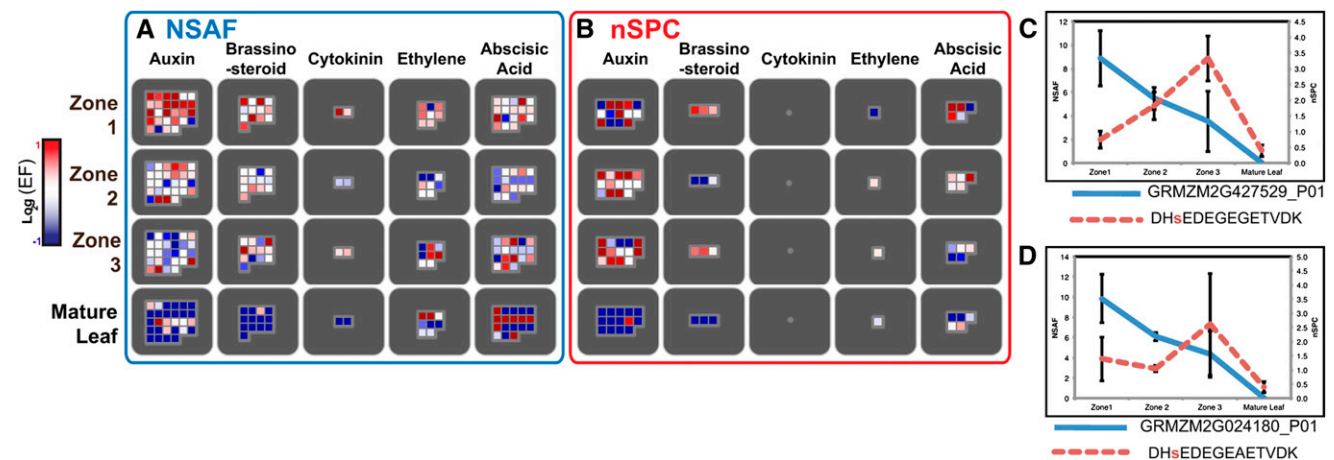 A NSAF
Auxin
Brassino
-steroid
Cytokinin
Ethylene
Abscisic
Acid
B nSPC
Auxin
Brassino
-steroid
Cytokinin
Ethylene
Abscisic
Acid
Zone
1
Zone
2
Zone
3
Mature
Leaf
1
Log2 (EF)
-1
C
12
10
8
6
4
2
0
NSAF
4.5
4.0
3.5
3.0
2.5
2.0
1.5
1.0
0.5
0.0
nSPC
Zone1 Zone 2 Zone 3 Mature Leaf
GRMZM2G427529_P01
DHsEDEGEGETVDK
D
14
12
10
8
6
4
2
0
NSAF
5.0
4.5
4.0
3.5
3.0
2.5
2.0
1.5
1.0
0.5
0.0
nSPC
Zone1 Zone 2 Zone 3 Mature Leaf
GRMZM2G024180_P01
DHsEDEGEAETVDK